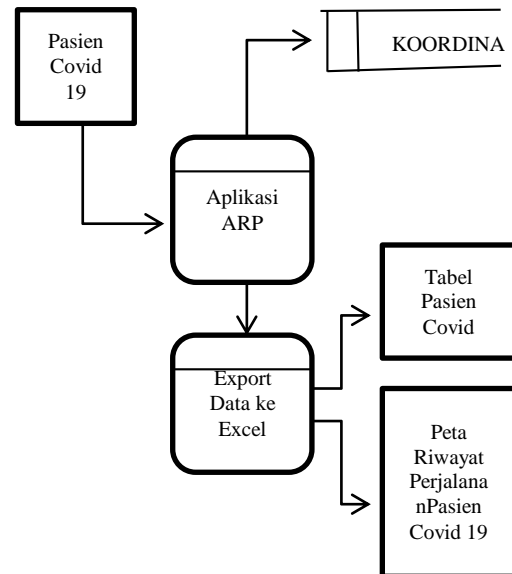 Pasien
Covid
19
KOORDINA
Aplikasi
ARP
Tabel
Pasien
Covid
Export
Data ke
Excel
Peta
Riwayat
Perjalana
nPasien
Covid 19